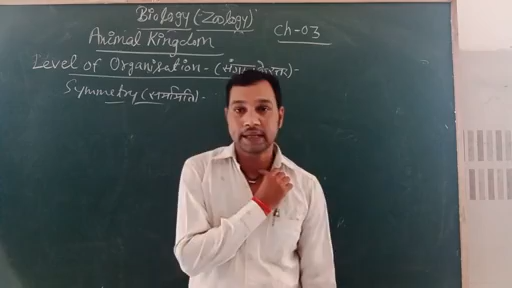 Biology (Zoology)
Ch-03
Animal Kingdom
Level of Organisation - (संगठन के स्तर) -
Symmetry (सममिति) -